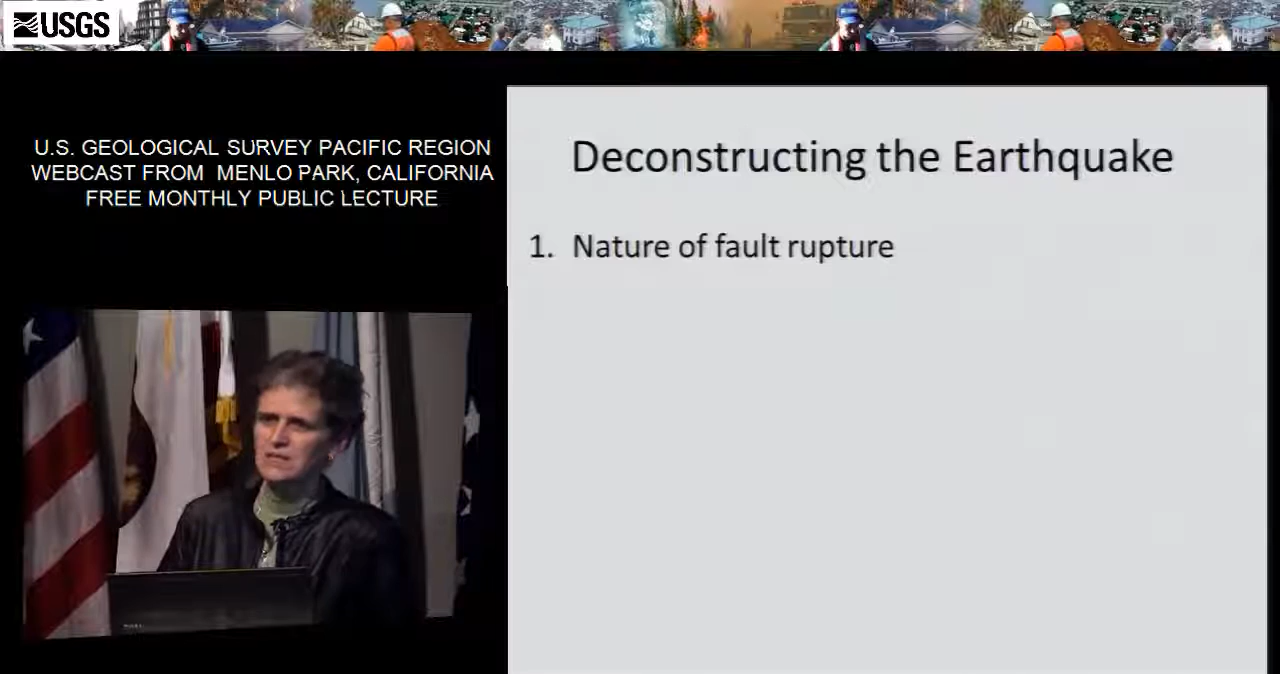 USGS
U.S. GEOLOGICAL SURVEY PACIFIC REGION
WEBCAST FROM MENLO PARK, CALIFORNIA
FREE MONTHLY PUBLIC LECTURE
Deconstructing the Earthquake
1. Nature of fault rupture